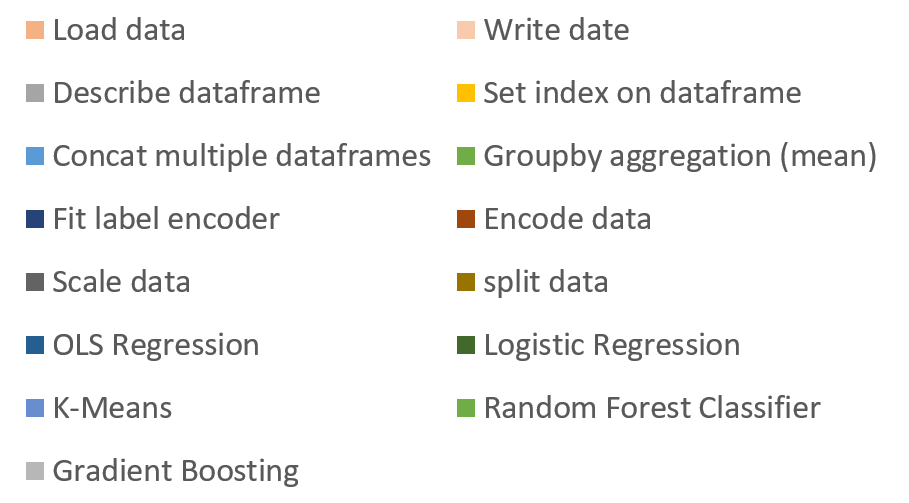 Load data
Write date
Describe dataframe
Set index on dataframe
Concat multiple dataframes
Groupby aggregation (mean)
Fit label encoder
Encode data
Scale data
split data
OLS Regression
Logistic Regression
K-Means
Random Forest Classifier
Gradient Boosting